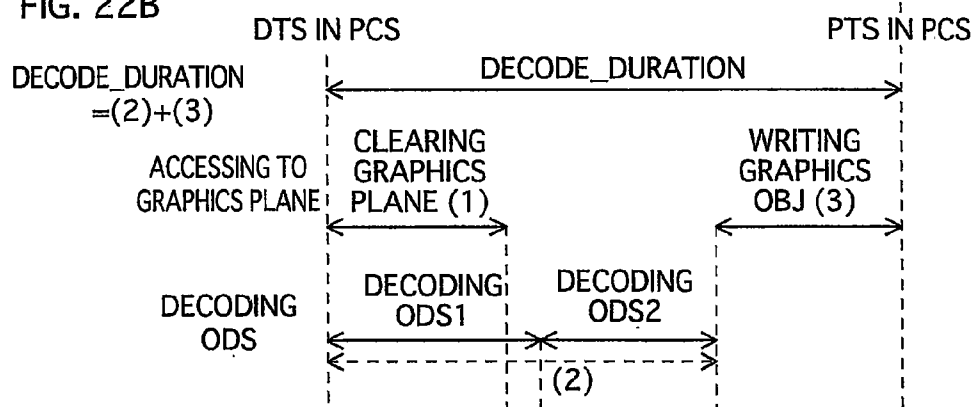 FIG. 22B
DTS IN PCS
PTS IN PCS
DECODE_DURATION
DECODE_DURATION
=(2)+(3)
CLEARING
GRAPHICS
PLANE (1)
WRITING
GRAPHICS
OBJ (3)
ACCESSING TO
GRAPHICS PLANE
DECODING
ODS
DECODING
ODS1
DECODING
ODS2
(2)